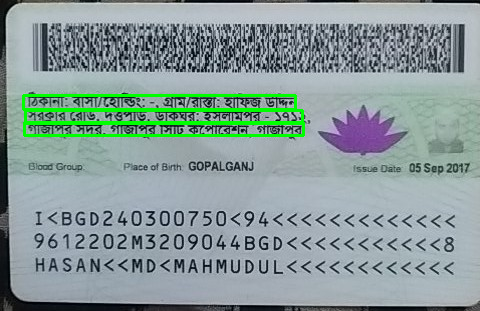 ঠিকানা: বাসা/হোল্ডিং: -, গ্রাম/রাস্তা: হাফিজ উদ্দিন
সরকার রোড, দত্তপাড়া, ডাকঘর: ইসলামপুর - ১৭১২,
গাজীপুর সদর, গাজীপুর সিটি কর্পোরেশন, গাজীপুর
Blood Group: Place of Birth: GOPALGANJ Issue Date: 05 Sep 2017
I<BGD240300750<94<<<<<<<<<<<<<
9612202M3209044BGD<<<<<<<<<<<8
HASAN<<MD<MAHMUDUL<<<<<<<<<<<<